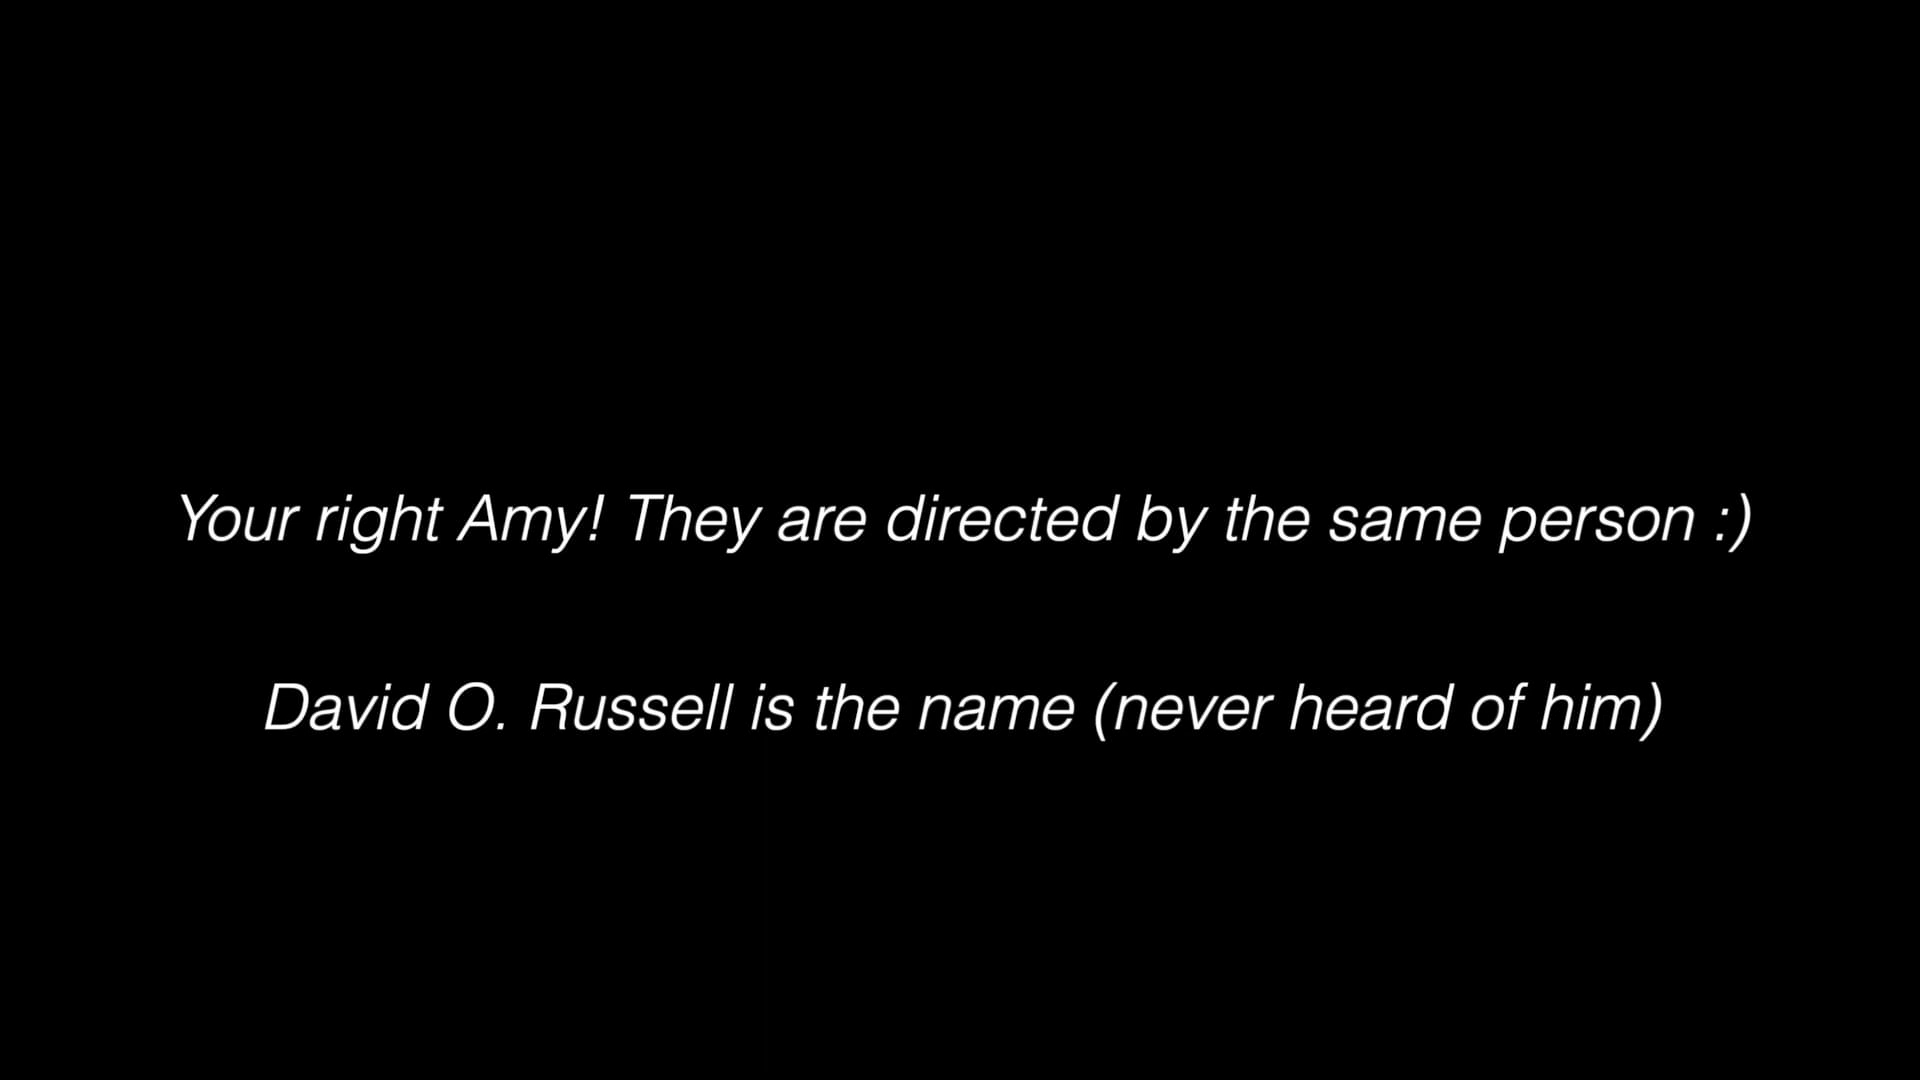 Your right Amy! They are directed by the same person :)
David O. Russell is the name (never heard of him)